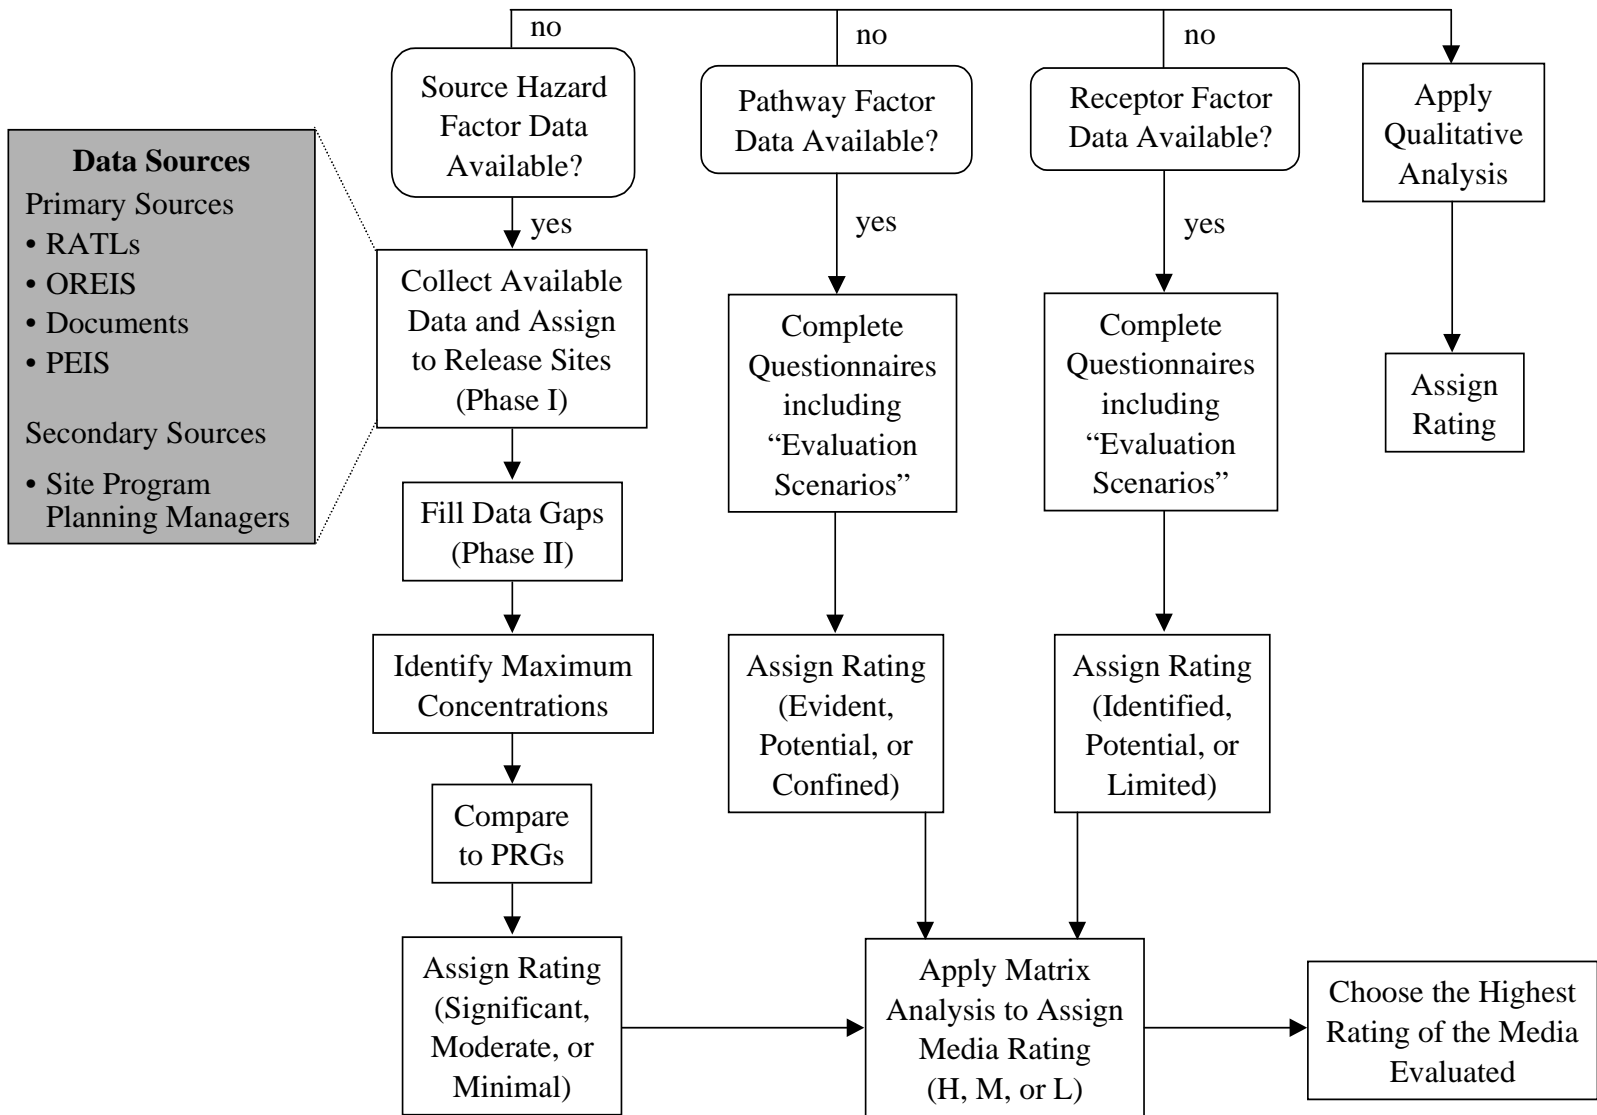 no
no
no
Source Hazard
Factor Data
Available?
Pathway Factor
Data Available?
Receptor Factor
Data Available?
Apply
Qualitative
Analysis
Data Sources
Primary Sources
• RATLs
• OREIS
• Documents
• PEIS
Secondary Sources
• Site Program
Planning Managers
yes
yes
yes
Collect Available
Data and Assign
to Release Sites
(Phase I)
Complete
Questionnaires
including
“Evaluation
Scenarios”
Complete
Questionnaires
including
“Evaluation
Scenarios”
Assign
Rating
Fill Data Gaps
(Phase II)
Identify Maximum
Concentrations
Assign Rating
(Evident,
Potential, or
Confined)
Assign Rating
(Identified,
Potential, or
Limited)
Compare
to PRGs
Assign Rating
(Significant,
Moderate, or
Minimal)
Apply Matrix
Analysis to Assign
Media Rating
(H, M, or L)
Choose the Highest
Rating of the Media
Evaluated